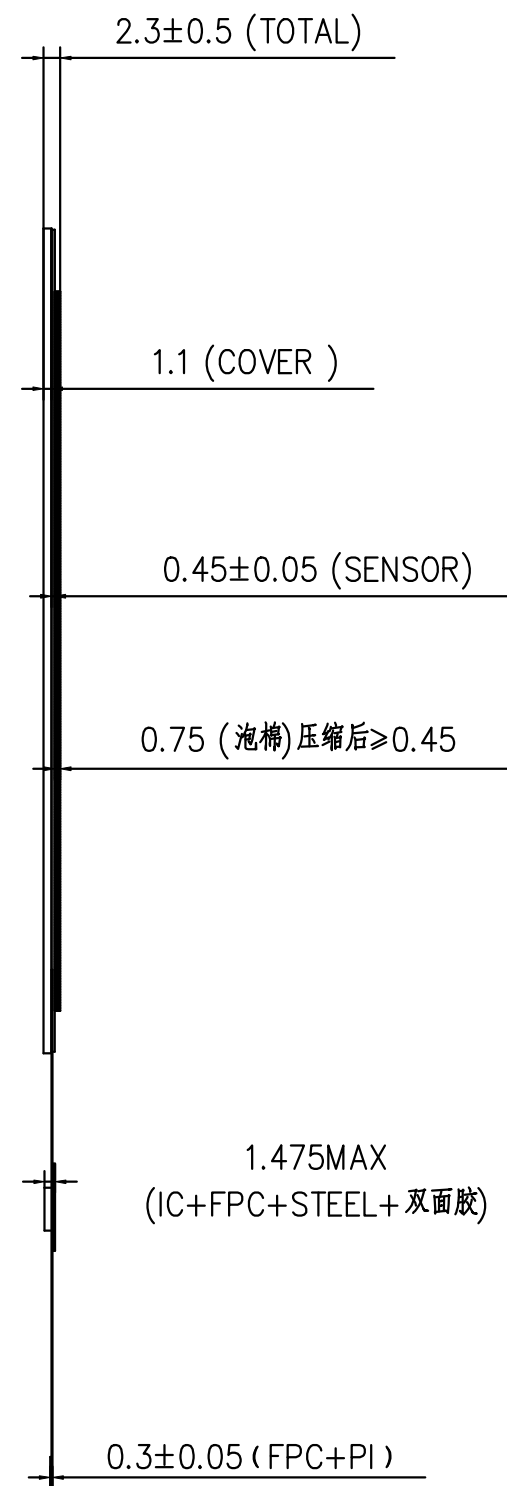 2.3±0.5 (TOTAL)
1.1 (COVER )
0.45±0.05 (SENSOR)
0.75 (泡棉)压缩后≥0.45
1.475MAX
(IC+FPC+STEEL+双面胶)
0.3±0.05(FPC+PI)